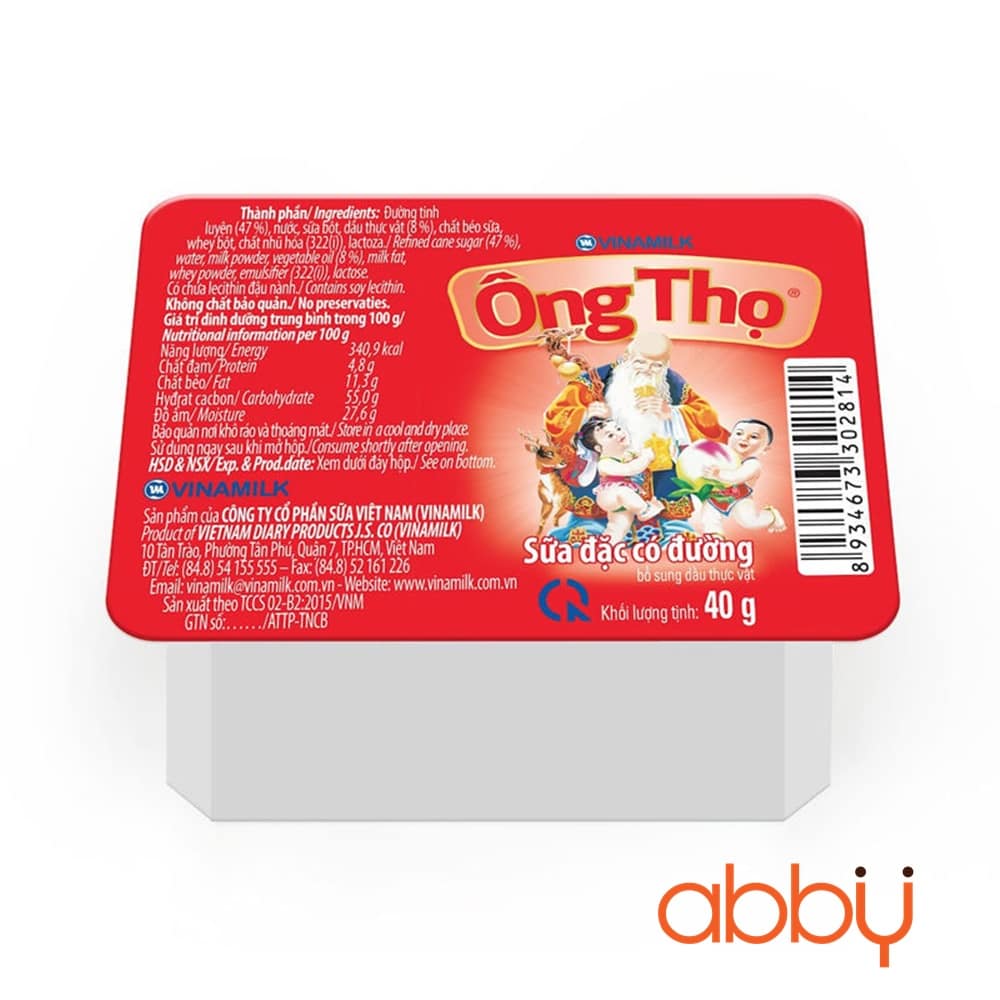 Thành phần/ Ingredients: Đường tinh
luyện (47 %), nước, sữa bột, dầu thực vật (8 %), chất béo sữa,
whey bột, chất nhũ hóa (322(i)), lactoza./ Refined cane sugar (47 %),
water, milk powder, vegetable oil (8 %), milk fat,
whey powder, emulsifier (322(i)), lactose.
Có chứa lecithin đậu nành./ Contains soy lecithin.
Không chất bảo quản./ No preservaties.
Giá trị dinh dưỡng trung bình trong 100 g/
Nutritional information per 100 g
Năng lượng/ Energy 340,9 kcal
Chất đạm/ Protein 4,8 g
Chất béo/ Fat 11,3 g
Hyđrat cacbon/ Carbohydrate 55,0 g
Độ ẩm/ Moisture 27,6 g
Bảo quản nơi khô ráo và thoáng mát./ Store in a cool and dry place.
Sử dụng ngay sau khi mở hộp./ Consume shortly after opening.
HSD & NSX/ Exp. & Prod.date: Xem dưới đáy hộp./ See on bottom.
VINAMILK
Sản phẩm của CÔNG TY CỔ PHẦN SỮA VIỆT NAM (VINAMILK)
Product of VIETNAM DIARY PRODUCTS J.S. CO (VINAMILK)
10 Tân Trào, Phường Tân Phú, Quận 7, TP.HCM, Việt Nam
ĐT/ Tel: (84.8) 54 155 555 – Fax: (84.8) 52 161 226
Email: vinamilk@vinamilk.com.vn - Website: www.vinamilk.com.vn
Sản xuất theo TCCS 02-B2:2015/VNM
GTN số:....../ATTP-TNCB
VINAMILK
Ông Thọ®
Sữa đặc có đường
bổ sung dầu thực vật
Khối lượng tịnh: 40 g
8 934673 302814
abby